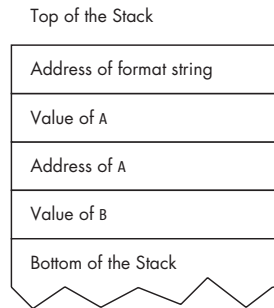 Top of the Stack
Address of format string
Value of A
Address of A
Value of B
Bottom of the Stack